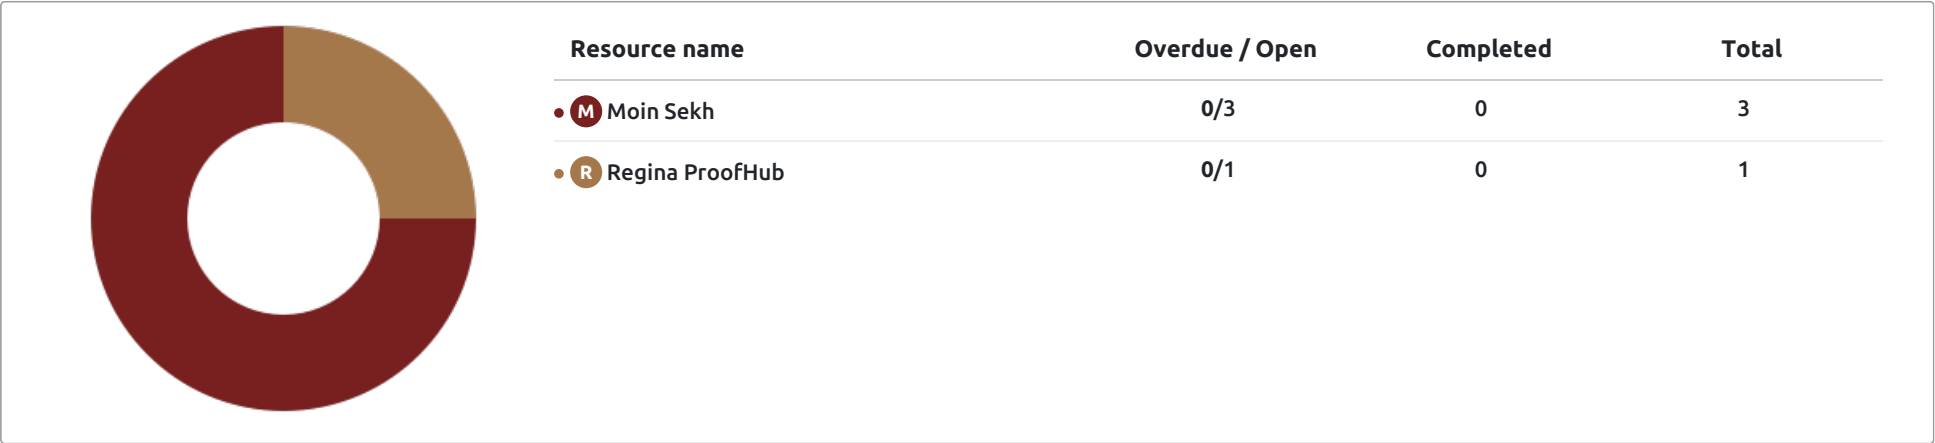 Resource name Overdue / Open Completed Total
M Moin Sekh 0/3 0 3
R Regina ProofHub 0/1 0 1